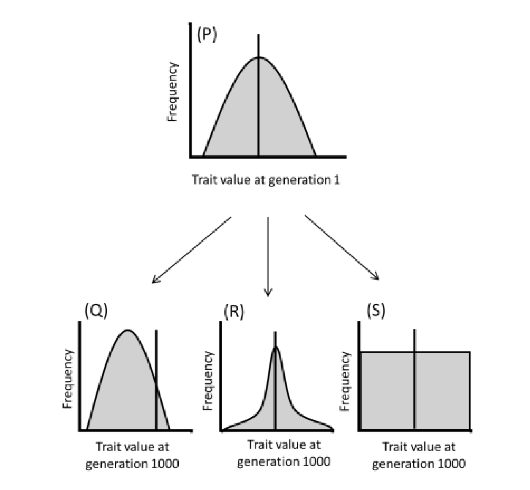 (P)
Frequency
Trait value at generation 1
(Q)
Frequency
Trait value at
generation 1000
(R)
Frequency
Trait value at
generation 1000
(S)
Frequency
Trait value at
generation 1000